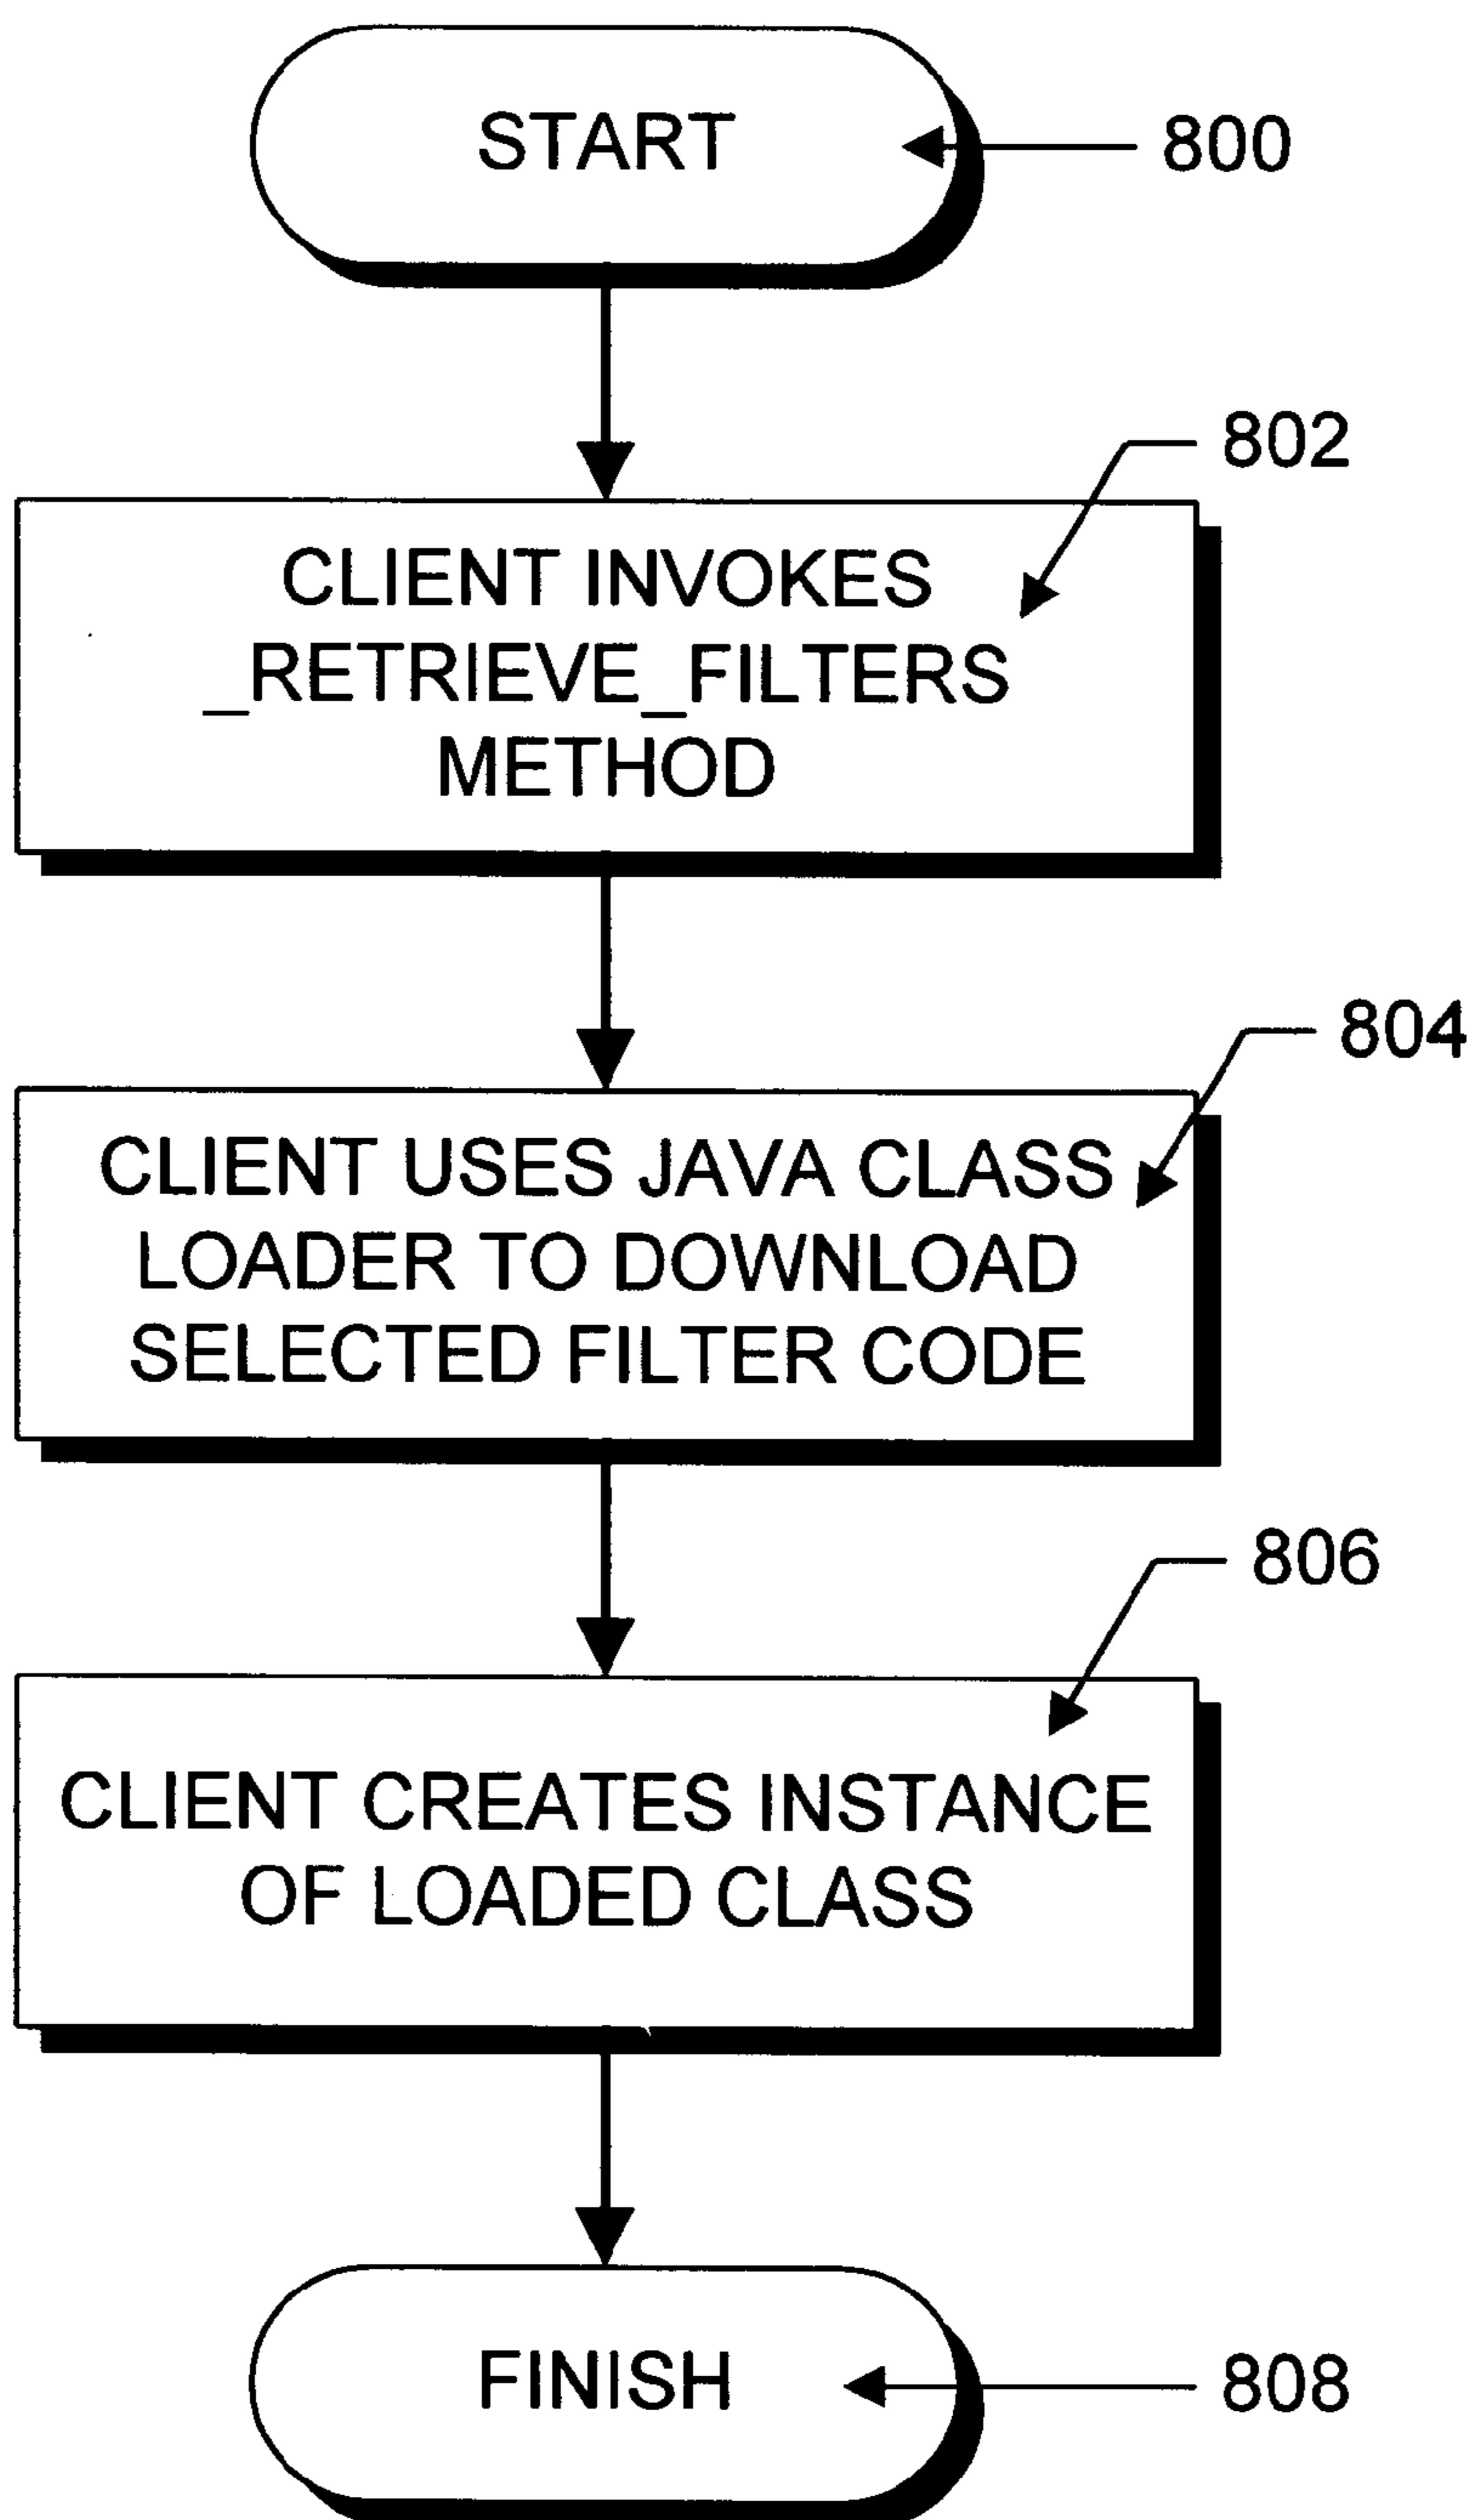 START
800
802
CLIENT INVOKES
_RETRIEVE_FILTERS
METHOD
804
CLIENT USES JAVA CLASS
LOADER TO DOWNLOAD
SELECTED FILTER CODE
806
CLIENT CREATES INSTANCE
OF LOADED CLASS
FINISH
808